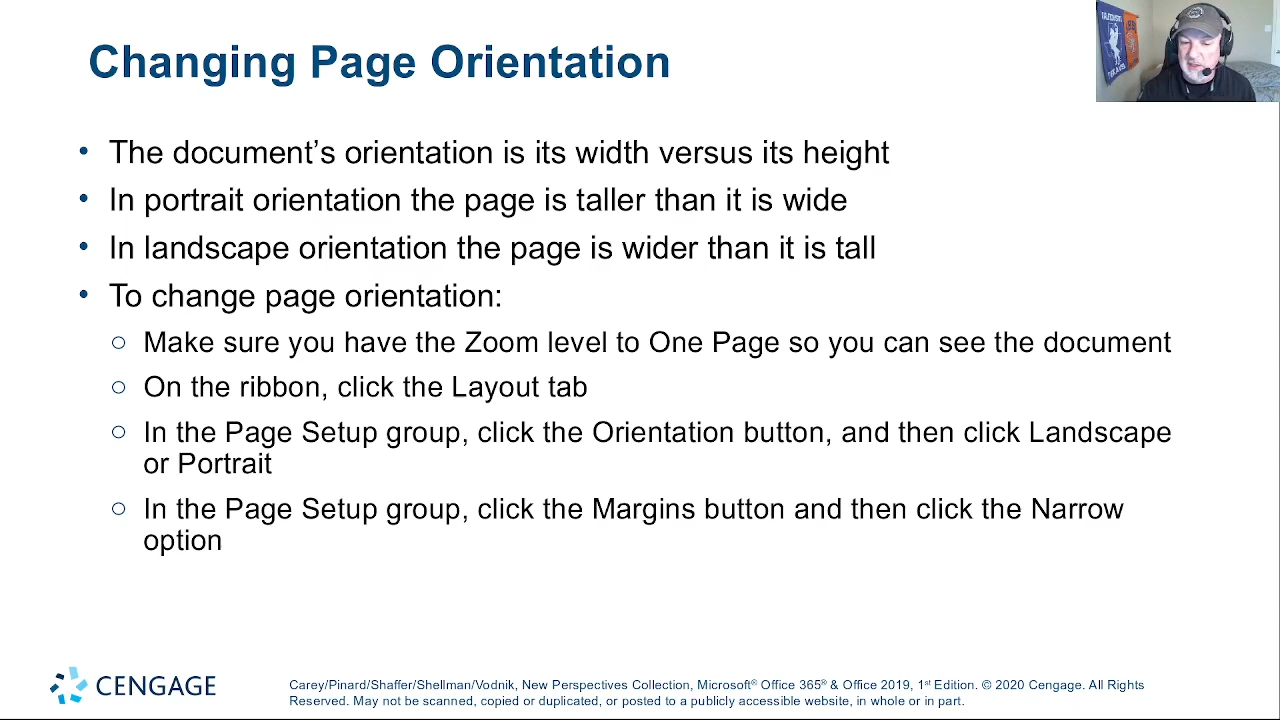 Changing Page Orientation
• The document’s orientation is its width versus its height
• In portrait orientation the page is taller than it is wide
• In landscape orientation the page is wider than it is tall
• To change page orientation:
○ Make sure you have the Zoom level to One Page so you can see the document
○ On the ribbon, click the Layout tab
○ In the Page Setup group, click the Orientation button, and then click Landscape
or Portrait
○ In the Page Setup group, click the Margins button and then click the Narrow
option
CENGAGE
Carey/Pinard/Shaffer/Shellman/Vodnik, New Perspectives Collection, Microsoft® Office 365® & Office 2019, 1st Edition. © 2020 Cengage. All Rights
Reserved. May not be scanned, copied or duplicated, or posted to a publicly accessible website, in whole or in part.